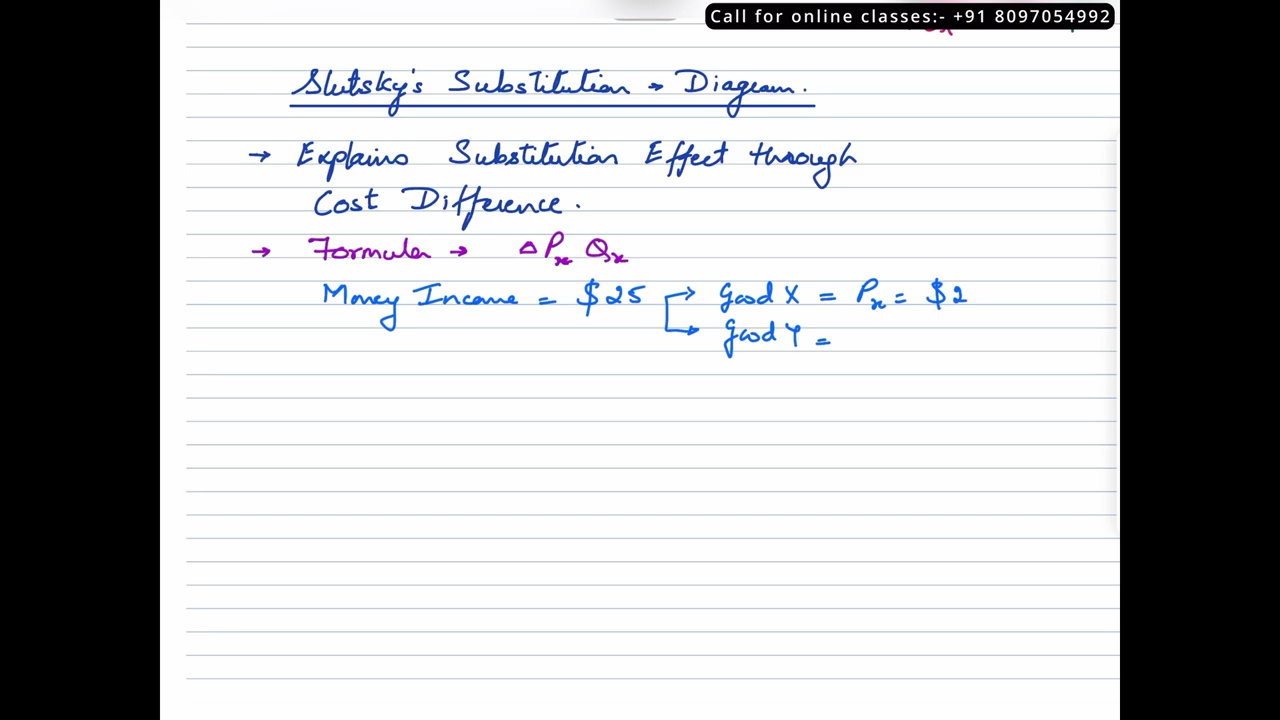 Call for online classes:- +91 8097054992
Slutsky's Substitution → Diagram.
→ Explains Substitution Effect through
Cost Difference.
→ Formula → △Pₓ Qₓ
Money Income = $25 → Good X = Pₓ = $2
→ Good Y =